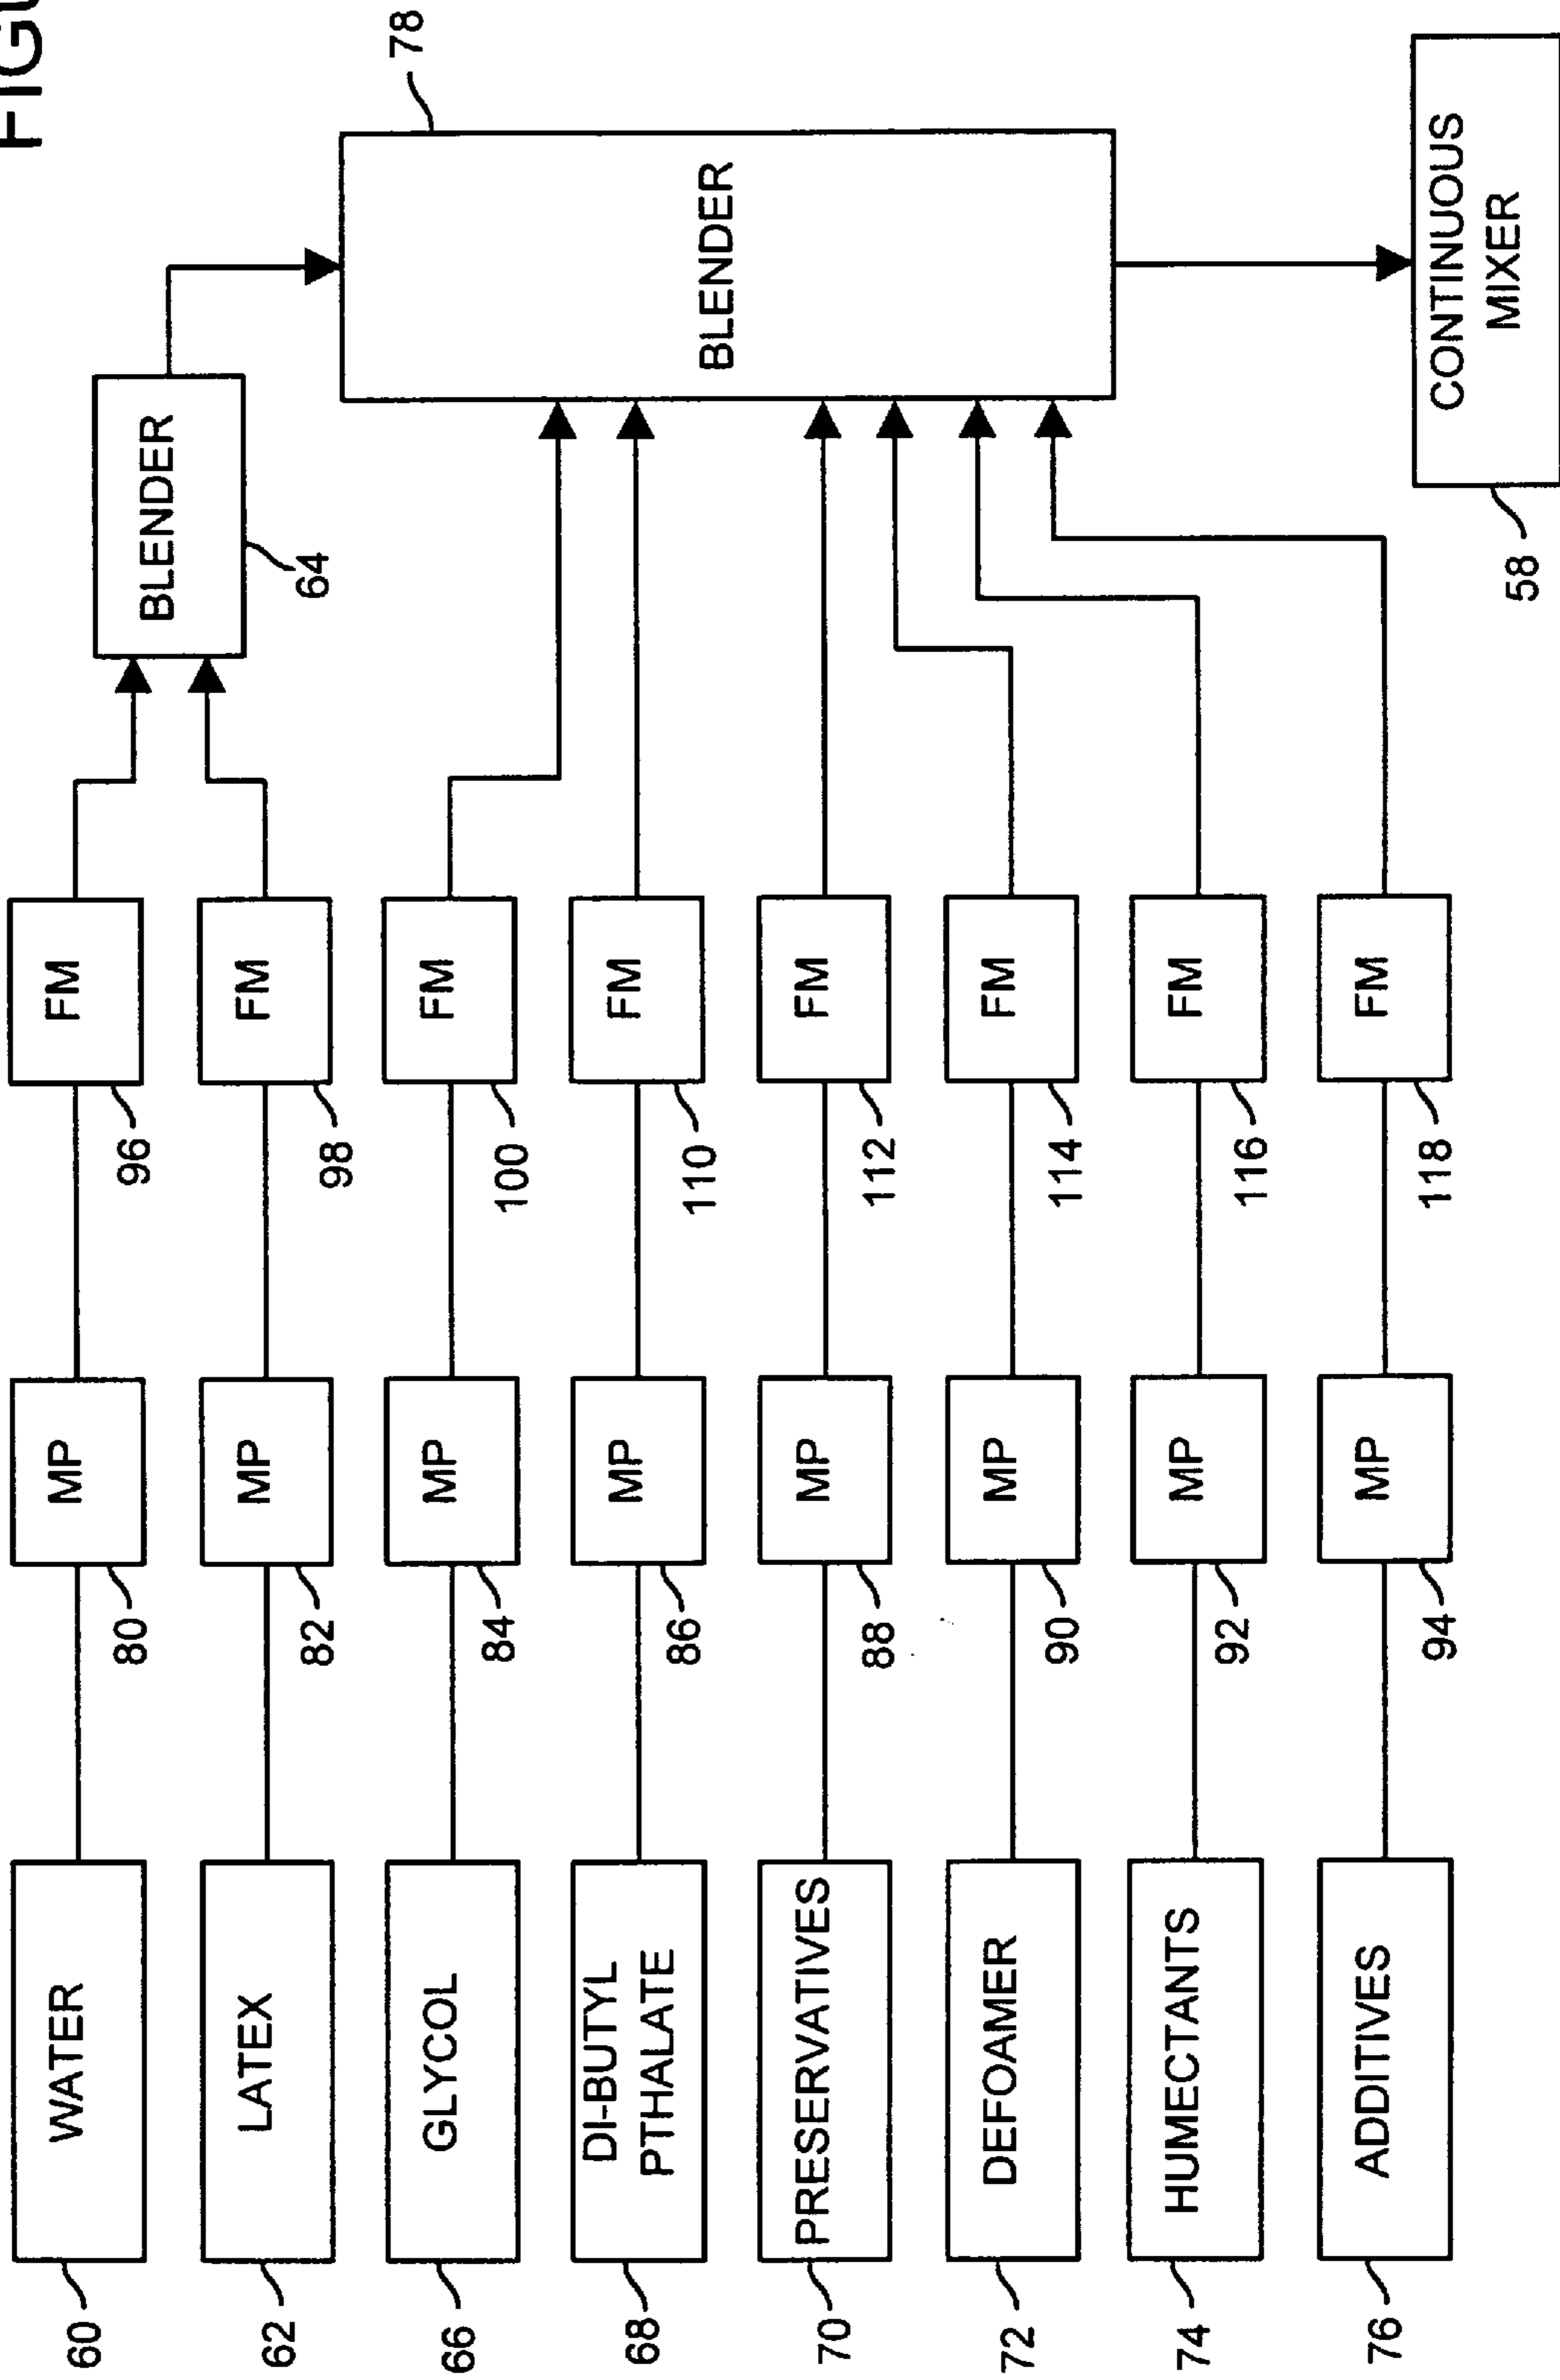 FIGU
WATER
60
MP
80
FM
96
LATEX
62
MP
82
FM
98
BLENDER
64
GLYCOL
66
MP
84
FM
100
DI-BUTYL
PTHALATE
68
MP
86
FM
110
PRESERVATIVES
70
MP
88
FM
112
DEFOAMER
72
MP
90
FM
114
HUMECTANTS
74
MP
92
FM
116
ADDITIVES
76
MP
94
FM
118
BLENDER
78
CONTINUOUS
MIXER
58